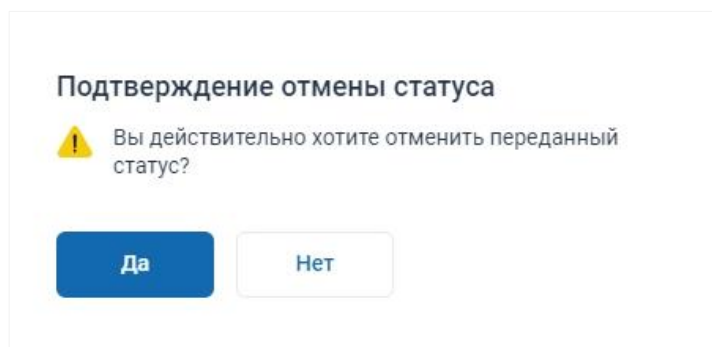 Подтверждение отмены статуса
Вы действительно хотите отменить переданный
статус?
Да
Нет